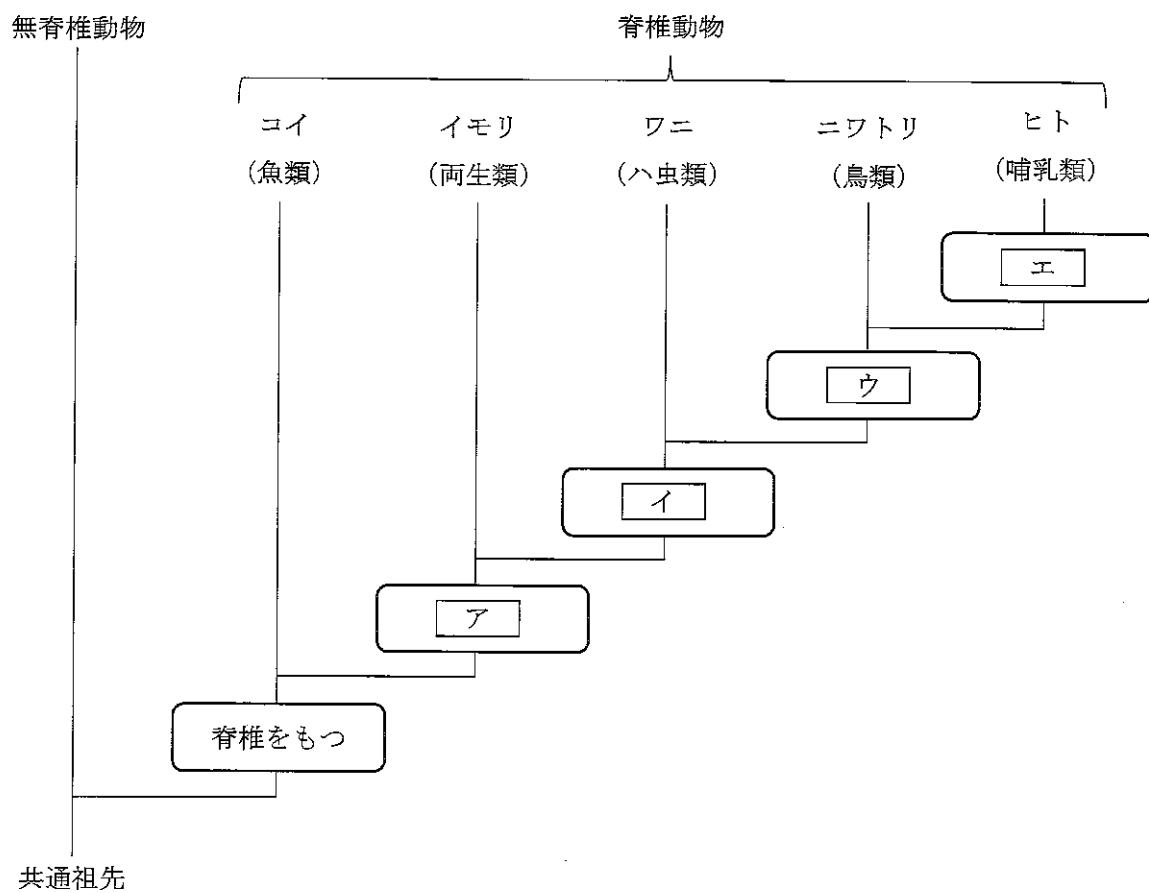 無脊椎動物
脊椎動物
コイ
(魚類)
イモリ
(両生類)
ワニ
(ハ虫類)
ニワトリ
(鳥類)
ヒト
(哺乳類)
エ
ウ
イ
ア
脊椎をもつ
共通祖先